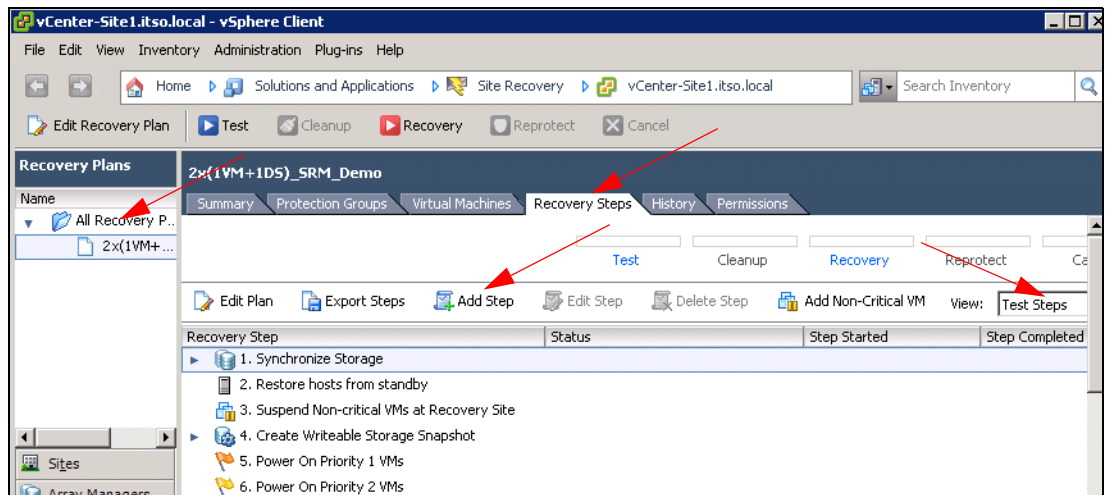 vCenter-Site1.itso.local - vSphere Client
File Edit View Inventory Administration Plug-ins Help
Home Solutions and Applications Site Recovery vCenter-Site1.itso.local Search Inventory
Edit Recovery Plan Test Cleanup Recovery Reprotect Cancel
Recovery Plans
Name
All Recovery P...
2x(1VM+...
Sites
2x(1VM+1DS)_SRM_Demo
Summary Protection Groups Virtual Machines Recovery Steps History Permissions
Test Cleanup Recovery Reprotect Ca
Edit Plan Export Steps Add Step Edit Step Delete Step Add Non-Critical VM View: Test Steps
Recovery Step Status Step Started Step Completed
1. Synchronize Storage
2. Restore hosts from standby
3. Suspend Non-critical VMs at Recovery Site
4. Create Writeable Storage Snapshot
5. Power On Priority 1 VMs
6. Power On Priority 2 VMs